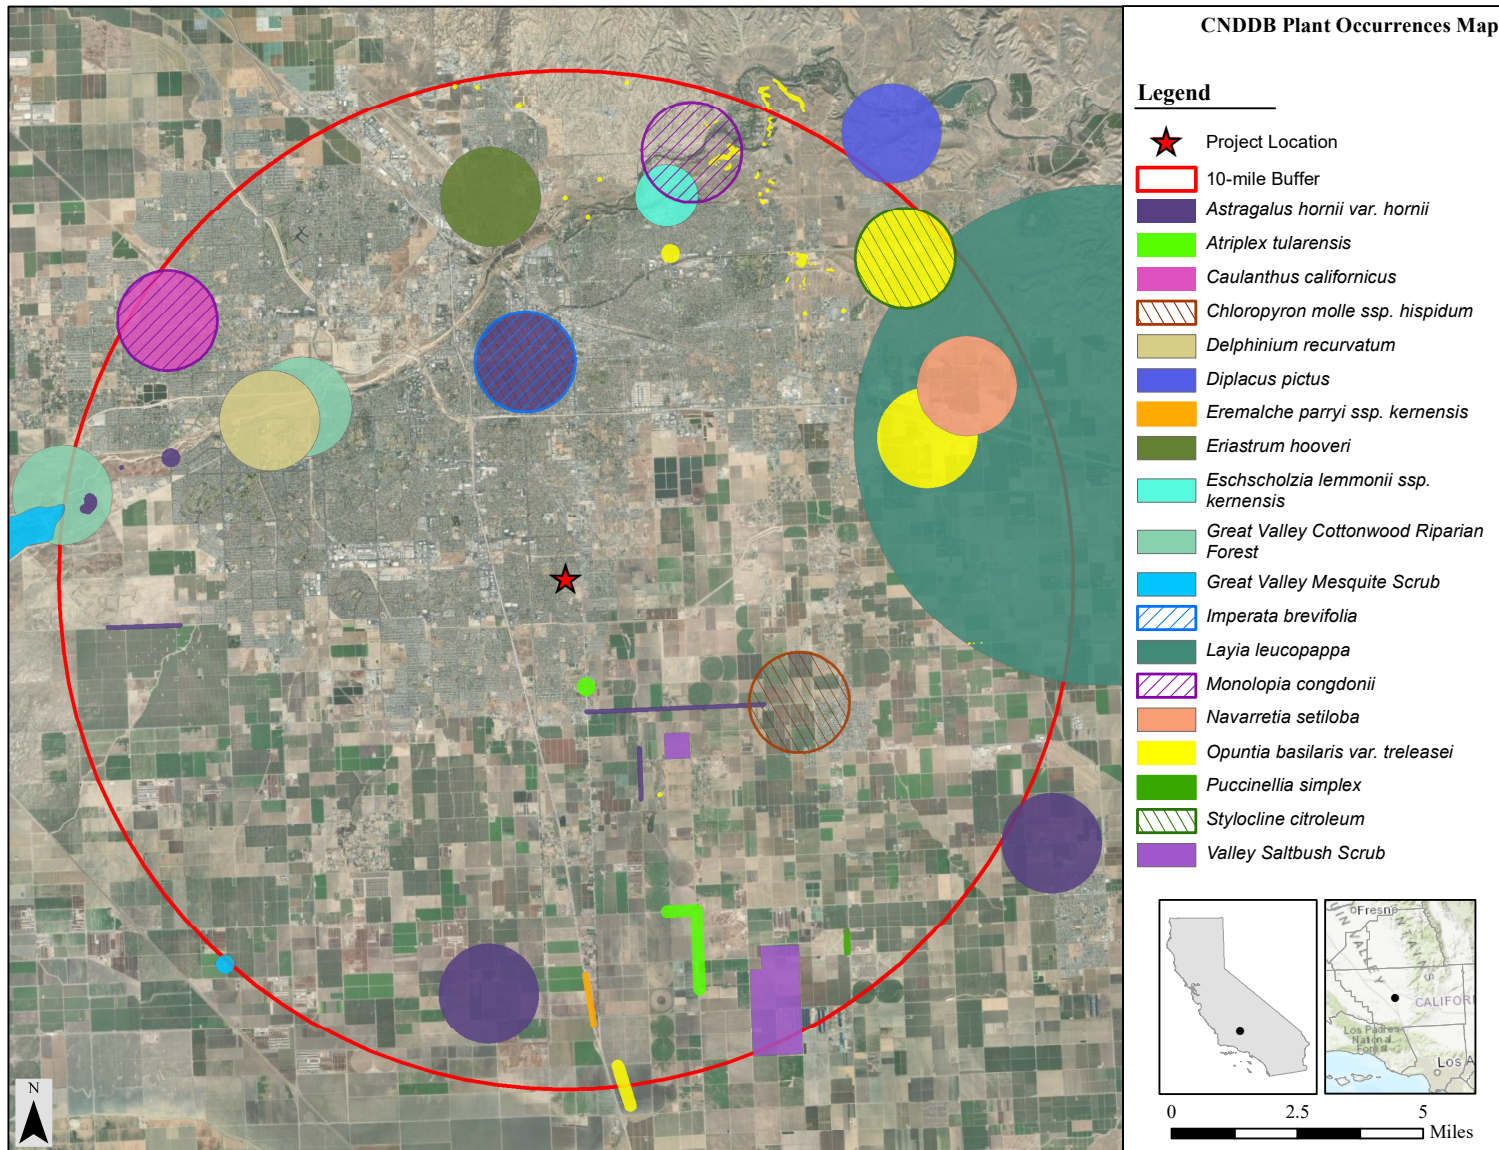 CNDDB Plant Occurrences Map
Legend
Project Location
10-mile Buffer
Astragalus hornii var. hornii
Atriplex tularensis
Caulanthus californicus
Chloropyron molle ssp. hispidum
Delphinium recurvatum
Diplacus pictus
Eremalche parryi ssp. kernensis
Eriastrum hooveri
Eschscholzia lemmonii ssp.
kernensis
Great Valley Cottonwood Riparian
Forest
Great Valley Mesquite Scrub
Imperata brevifolia
Layia leucopappa
Monolopia congdonii
Navarretia setiloba
Opuntia basilaris var. treleasei
Puccinellia simplex
Stylocline citroleum
Valley Saltbush Scrub
Fresno
VALLEY
CALIFOR
Los Padres
National
Forest
Los A
N
0 2.5 5
Miles